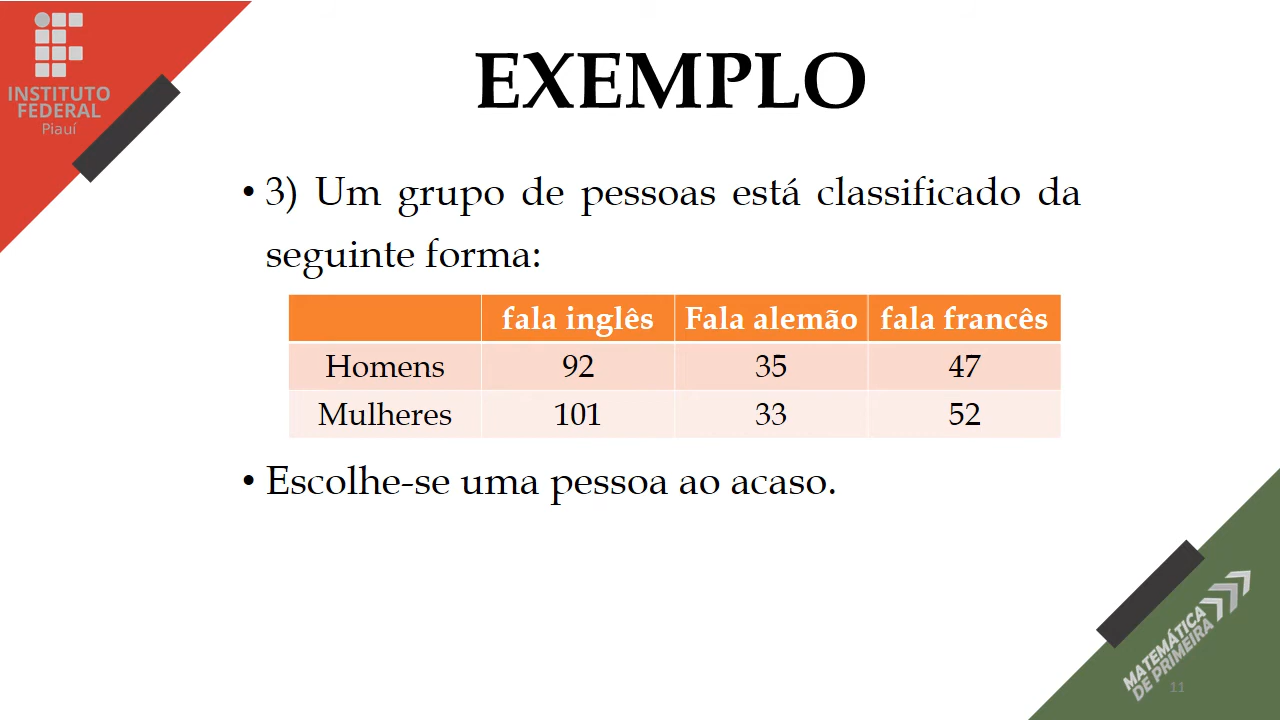 INSTITUTO
FEDERAL
Piauí
EXEMPLO
• 3) Um grupo de pessoas está classificado da
seguinte forma:
fala inglês Fala alemão fala francês
Homens 92 35 47
Mulheres 101 33 52
• Escolhe-se uma pessoa ao acaso.
MATEMÁTICA
DE PRIMEIRA
11